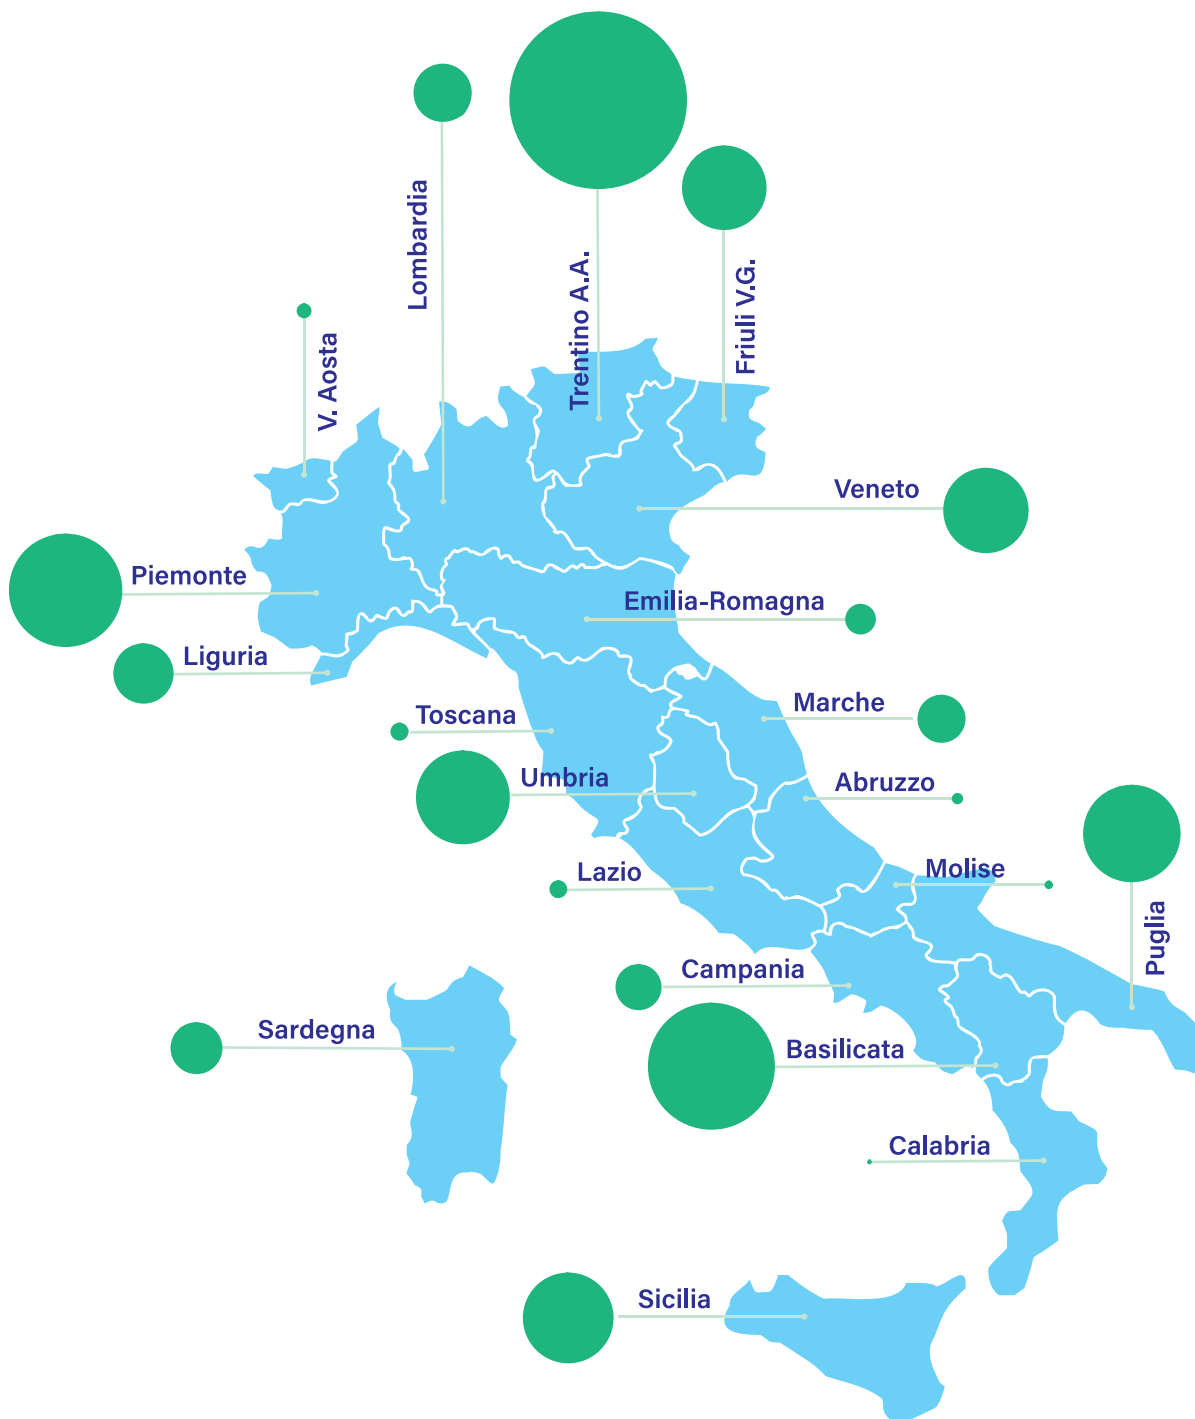 Lombardia
Trentino A.A.
Friuli V.G.
V. Aosta
Veneto
Piemonte
Emilia-Romagna
Liguria
Marche
Toscana
Umbria
Abruzzo
Lazio
Molise
Puglia
Campania
Sardegna
Basilicata
Calabria
Sicilia